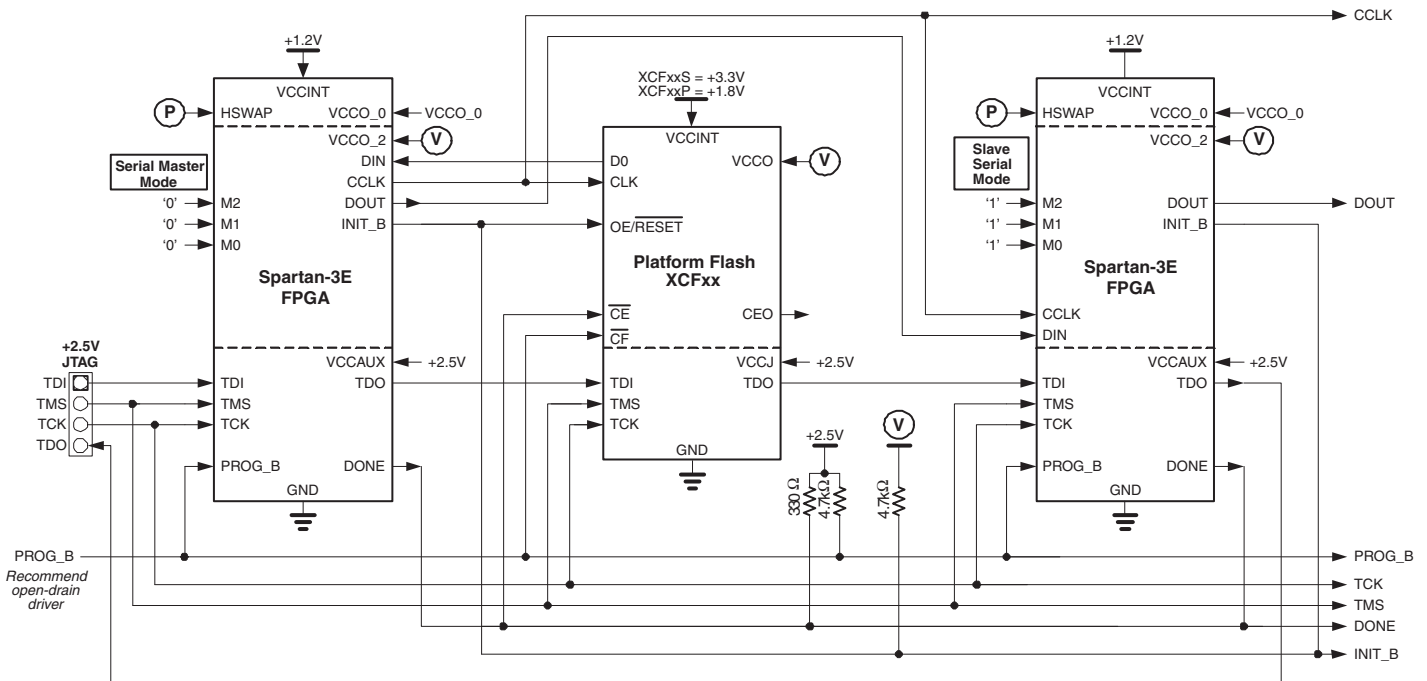 CCLK
+1.2V
VCCINT
P
HSWAP
VCCO_0
VCCO_0
VCCO_2
V
Serial Master
Mode
DIN
CCLK
DOUT
INIT_B
'0'
M2
'0'
M1
'0'
M0
Spartan-3E
FPGA
+2.5V
JTAG
TDI
TMS
TCK
TDO
VCCAUX
+2.5V
TDI
TDO
TMS
TCK
PROG_B
DONE
GND
XCFxxS = +3.3V
XCFxxP = +1.8V
VCCINT
D0
VCCO
V
CLK
OE/RESET
Platform Flash
XCFxx
CE
CEO
CF
VCCJ
+2.5V
TDI
TDO
TMS
TCK
GND
+2.5V
V
330 Ω
4.7kΩ
4.7kΩ
+1.2V
VCCINT
P
HSWAP
VCCO_0
VCCO_0
VCCO_2
V
Slave
Serial
Mode
'1'
M2
'1'
M1
'1'
M0
DOUT
DOUT
INIT_B
Spartan-3E
FPGA
CCLK
DIN
VCCAUX
+2.5V
TDI
TDO
TMS
TCK
PROG_B
DONE
GND
PROG_B
Recommend
open-drain
driver
PROG_B
TCK
TMS
DONE
INIT_B